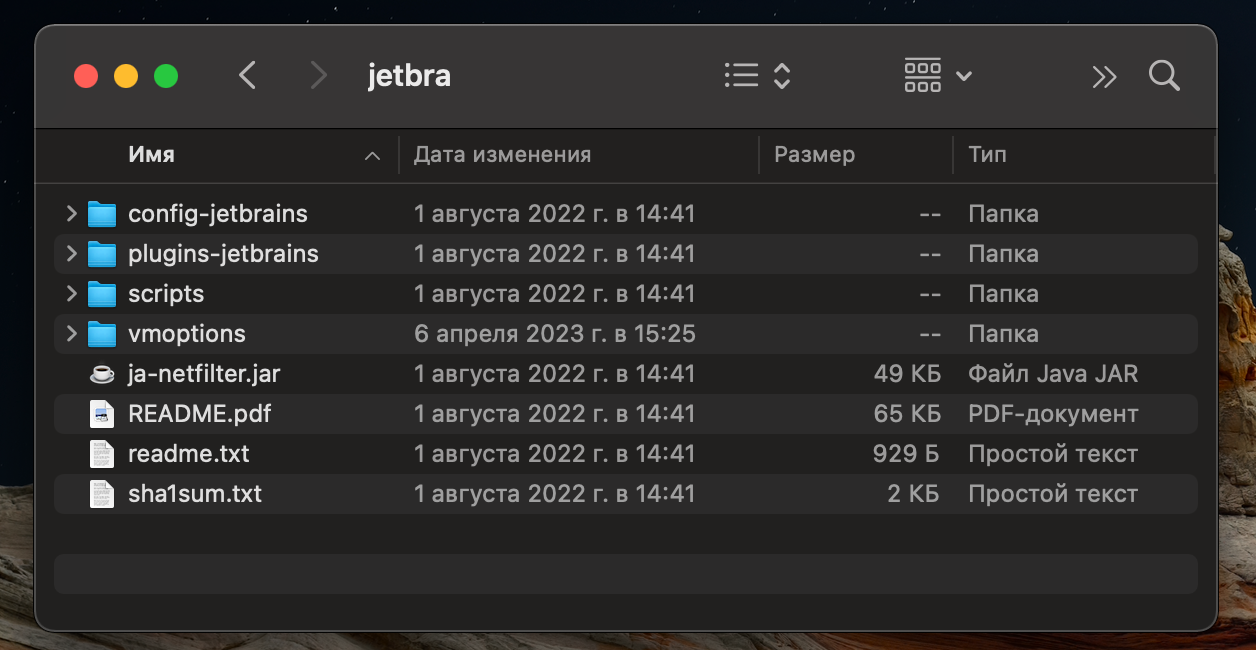 jetbra
Имя Дата изменения Размер Тип
config-jetbrains 1 августа 2022 г. в 14:41 -- Папка
plugins-jetbrains 1 августа 2022 г. в 14:41 -- Папка
scripts 1 августа 2022 г. в 14:41 -- Папка
vmoptions 6 апреля 2023 г. в 15:25 -- Папка
ja-netfilter.jar 1 августа 2022 г. в 14:41 49 КБ Файл Java JAR
README.pdf 1 августа 2022 г. в 14:41 65 КБ PDF-документ
readme.txt 1 августа 2022 г. в 14:41 929 Б Простой текст
sha1sum.txt 1 августа 2022 г. в 14:41 2 КБ Простой текст